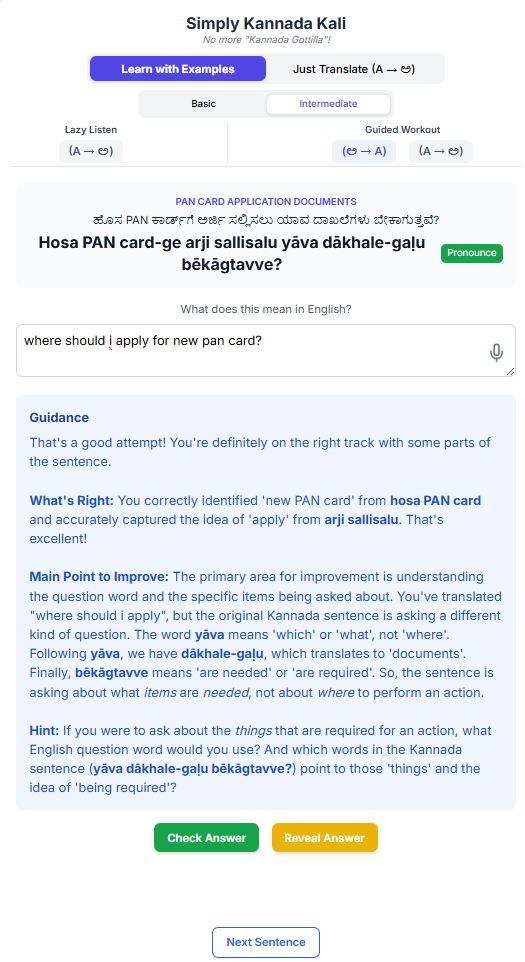 Simply Kannada Kali
No more "Kannada Gottilla"!
Learn with Examples
Just Translate (A → ಅ)
Basic
Intermediate
Lazy Listen
Guided Workout
(A → ಅ)
(ಅ → A)
(A → ಅ)
PAN CARD APPLICATION DOCUMENTS
ಹೊಸ PAN ಕಾರ್ಡ್‌ಗೆ ಅರ್ಜಿ ಸಲ್ಲಿಸಲು ಯಾವ ದಾಖಲೆಗಳು ಬೇಕಾಗುತ್ತವೆ?
Hosa PAN card-ge arji sallisalu yāva dākhale-gaḷu
bēkāgtavve?
Pronounce
What does this mean in English?
where should i apply for new pan card?
Guidance
That's a good attempt! You're definitely on the right track with some parts of
the sentence.
What's Right: You correctly identified 'new PAN card' from hosa PAN card
and accurately captured the idea of 'apply' from arji sallisalu. That's
excellent!
Main Point to Improve: The primary area for improvement is understanding
the question word and the specific items being asked about. You've translated
"where should i apply", but the original Kannada sentence is asking a different
kind of question. The word yāva means 'which' or 'what', not 'where'.
Following yāva, we have dākhale-gaḷu, which translates to 'documents'.
Finally, bēkāgtavve means 'are needed' or 'are required'. So, the sentence is
asking about what items are needed, not about where to perform an action.
Hint: If you were to ask about the things that are required for an action, what
English question word would you use? And which words in the Kannada
sentence (yāva dākhale-gaḷu bēkāgtavve?) point to those 'things' and the
idea of 'being required'?
Check Answer
Reveal Answer
Next Sentence